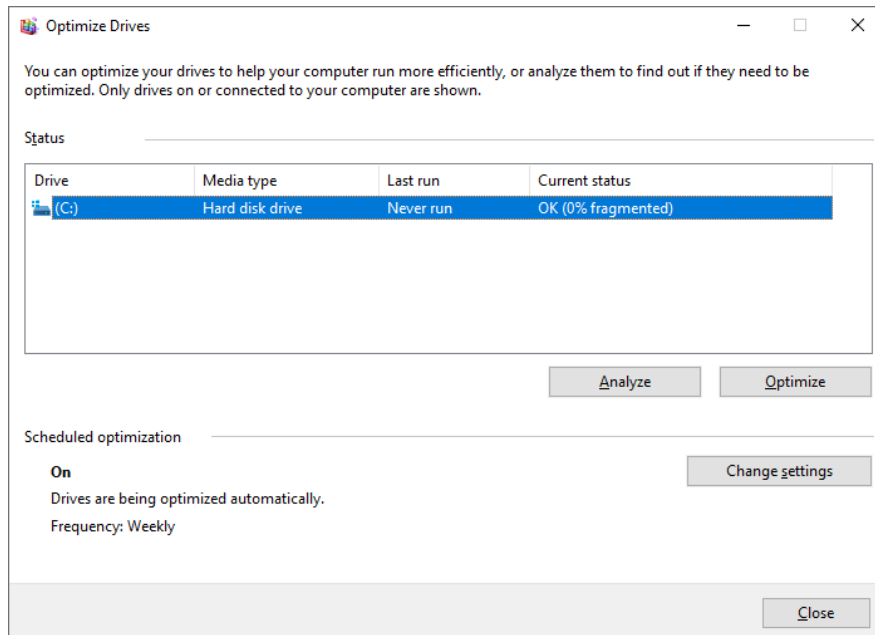 Optimize Drives
You can optimize your drives to help your computer run more efficiently, or analyze them to find out if they need to be
optimized. Only drives on or connected to your computer are shown.
Status
Drive Media type Last run Current status
(C:) Hard disk drive Never run OK (0% fragmented)
Analyze Optimize
Scheduled optimization
On Change settings
Drives are being optimized automatically.
Frequency: Weekly
Close